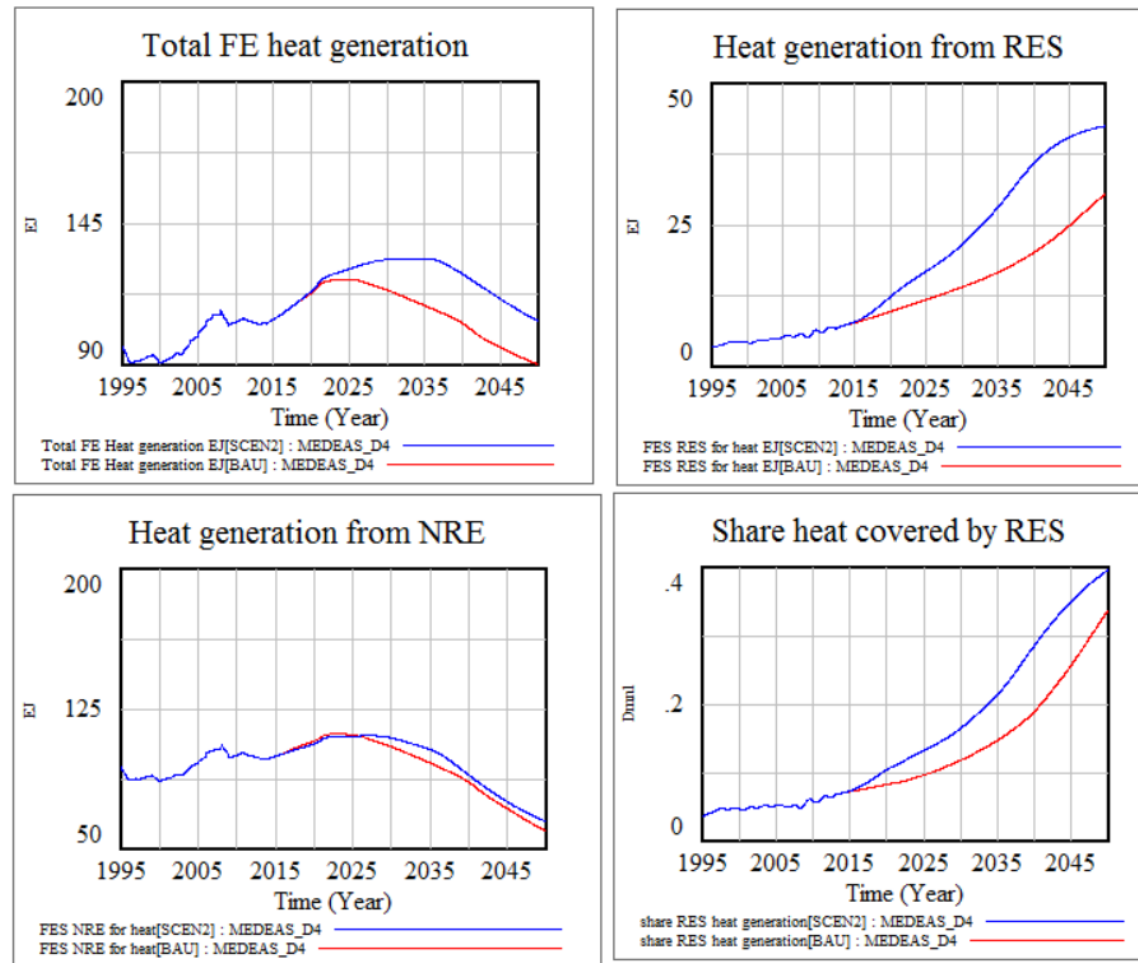 Total FE heat generation
200
145
90
EJ
1995 2005 2015 2025 2035 2045
Time (Year)
Total FE Heat generation EJ[SCEN2] : MEDEAS_D4
Total FE Heat generation EJ[BAU] : MEDEAS_D4
Heat generation from RES
50
25
0
EJ
1995 2005 2015 2025 2035 2045
Time (Year)
FES RES for heat EJ[SCEN2] : MEDEAS_D4
FES RES for heat EJ[BAU] : MEDEAS_D4
Heat generation from NRE
200
125
50
EJ
1995 2005 2015 2025 2035 2045
Time (Year)
FES NRE for heat[SCEN2] : MEDEAS_D4
FES NRE for heat[BAU] : MEDEAS_D4
Share heat covered by RES
.4
.2
0
Dmnl
1995 2005 2015 2025 2035 2045
Time (Year)
share RES heat generation[SCEN2] : MEDEAS_D4
share RES heat generation[BAU] : MEDEAS_D4